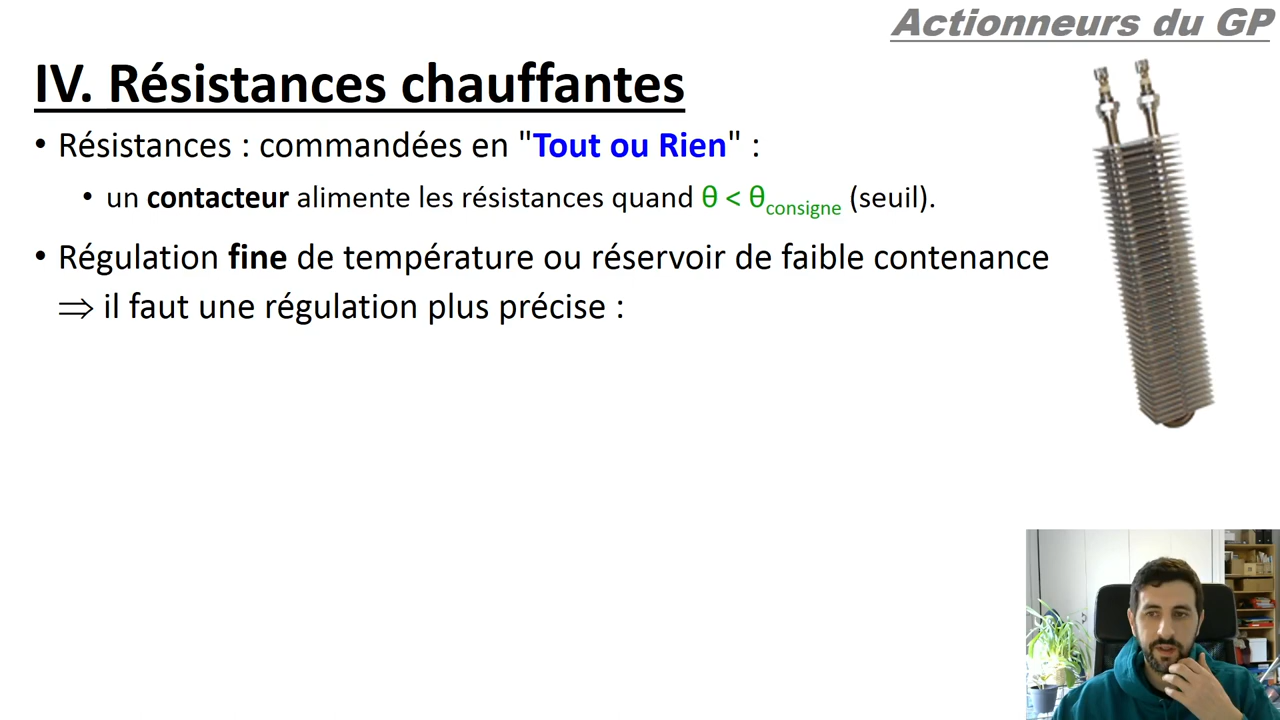 Actionneurs du GP
IV. Résistances chauffantes
• Résistances : commandées en "Tout ou Rien" :
• un contacteur alimente les résistances quand θ < θconsigne (seuil).
• Régulation fine de température ou réservoir de faible contenance
⇒ il faut une régulation plus précise :